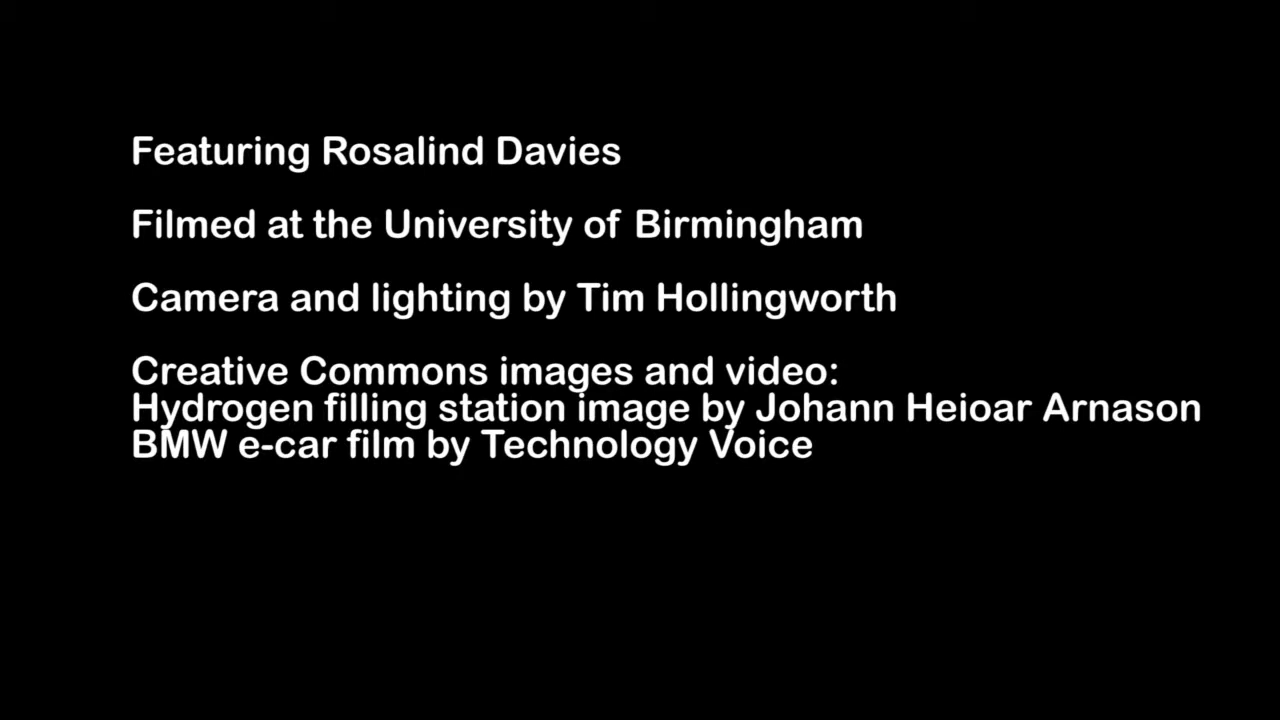 Featuring Rosalind Davies
Filmed at the University of Birmingham
Camera and lighting by Tim Hollingworth
Creative Commons images and video:
Hydrogen filling station image by Johann Heioar Arnason
BMW e-car film by Technology Voice